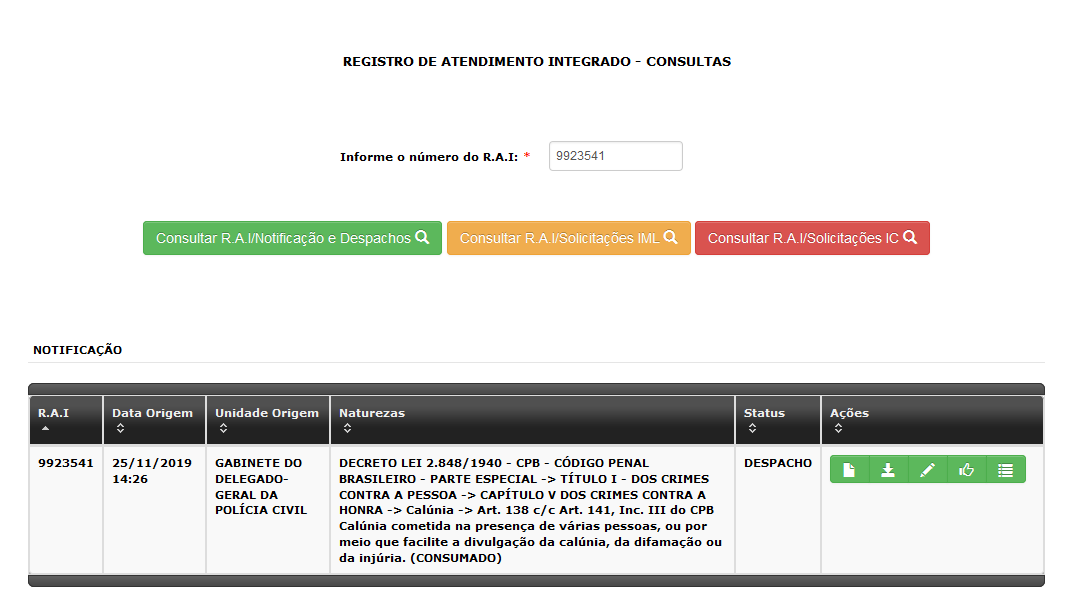 REGISTRO DE ATENDIMENTO INTEGRADO - CONSULTAS
Informe o número do R.A.I: * 9923541
Consultar R.A.I/Notificação e Despachos Consultar R.A.I/Solicitações IML Consultar R.A.I/Solicitações IC
NOTIFICAÇÃO
R.A.I Data Origem Unidade Origem Naturezas Status Ações
9923541
25/11/2019
14:26
GABINETE DO
DELEGADO-
GERAL DA
POLÍCIA CIVIL
DECRETO LEI 2.848/1940 - CPB - CÓDIGO PENAL
BRASILEIRO - PARTE ESPECIAL -> TÍTULO I - DOS CRIMES
CONTRA A PESSOA -> CAPÍTULO V DOS CRIMES CONTRA A
HONRA -> Calúnia -> Art. 138 c/c Art. 141, Inc. III do CPB
Calúnia cometida na presença de várias pessoas, ou por
meio que facilite a divulgação da calúnia, da difamação ou
da injúria. (CONSUMADO)
DESPACHO